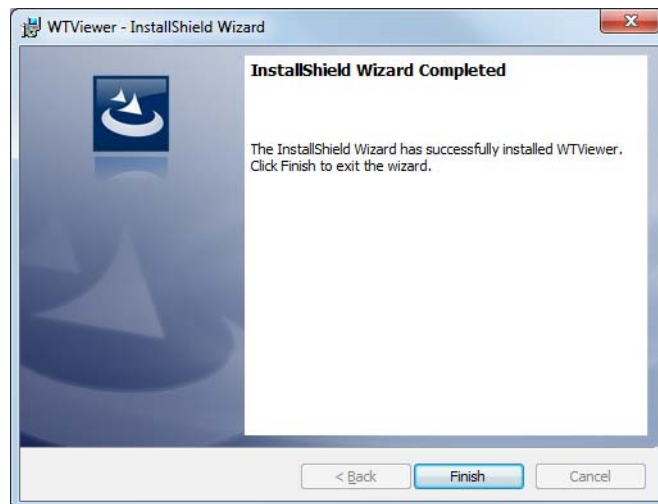 WTViewer - InstallShield Wizard
InstallShield Wizard Completed
The InstallShield Wizard has successfully installed WTViewer.
Click Finish to exit the wizard.
< Back
Finish
Cancel